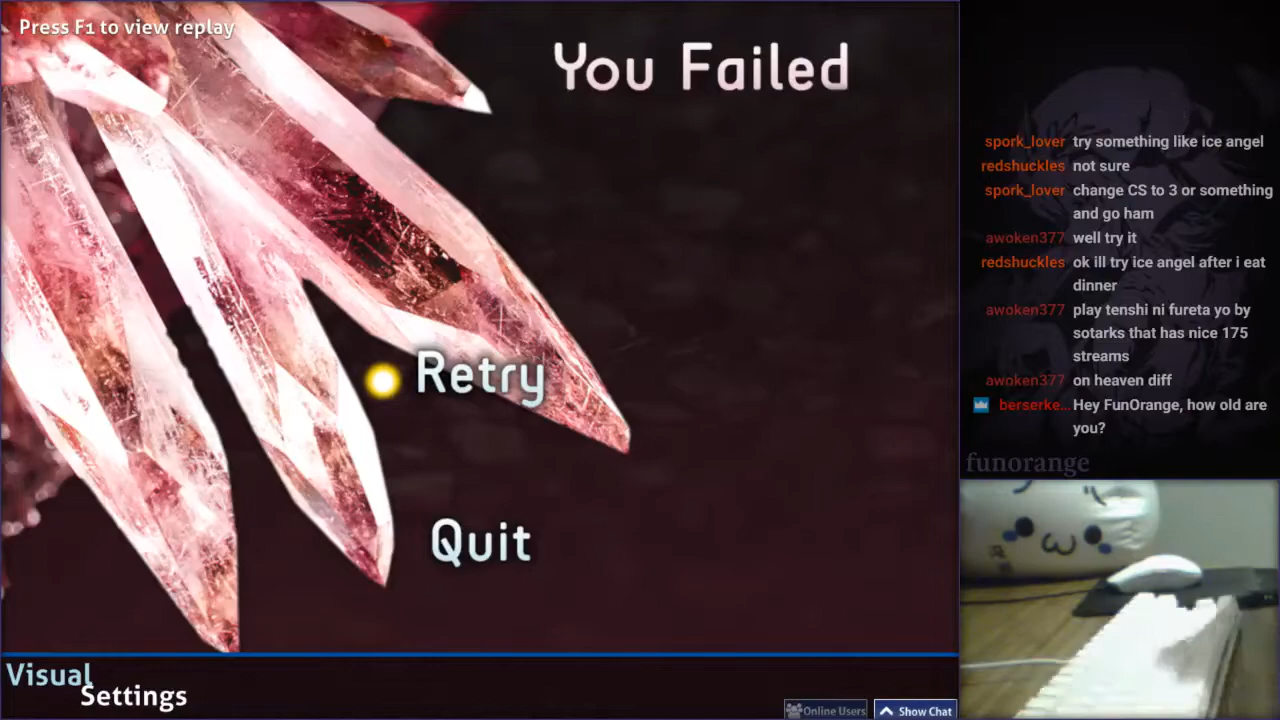 Press F1 to view replay
You Failed
Retry
Quit
Visual
Settings
Online Users
Show Chat
spork_lover try something like ice angel
redshuckles not sure
spork_lover change CS to 3 or something
and go ham
awoken377 well try it
redshuckles ok ill try ice angel after i eat
dinner
awoken377 play tenshi ni fureta yo by
sotarks that has nice 175
streams
awoken377 on heaven diff
berserke... Hey FunOrange, how old are
you?
funorange